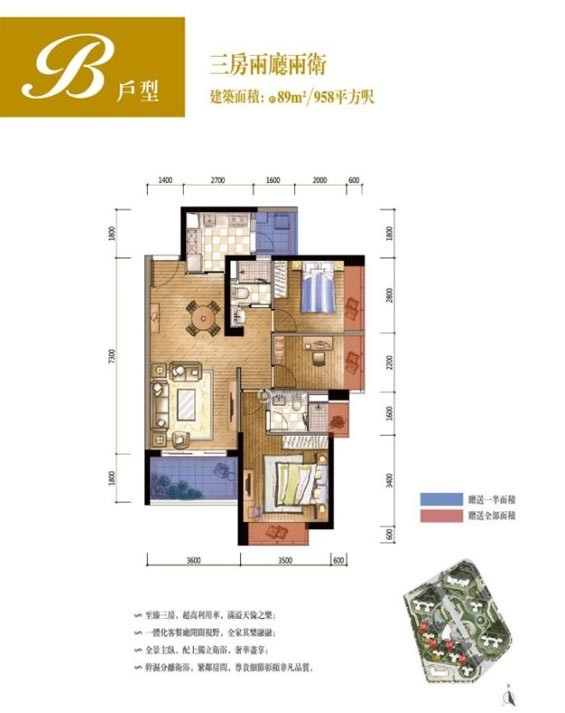 B 戶型
三房兩廳兩衛
建築面積：約89m²/958平方呎
1400 2700 1600 2000 600
1800
7300
1800
1800
2800
2200
1600
3400
600
3600 3500 600
贈送一半面積
贈送全部面積
至臻三房，超高利用率，滿溢天倫之樂；
一體化客餐廳開闊視野，全家其樂融融；
全景主臥，配上獨立衛浴，奢華盡享；
幹濕分離衛浴，緊鄰房間，尊貴細節彰顯非凡品質。
N